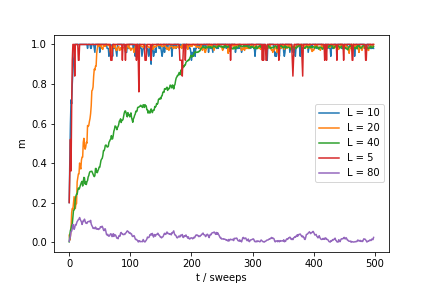 1.0
0.8
0.6
0.4
0.2
0.0
m
L = 10
L = 20
L = 40
L = 5
L = 80
0 100 200 300 400 500
t / sweeps